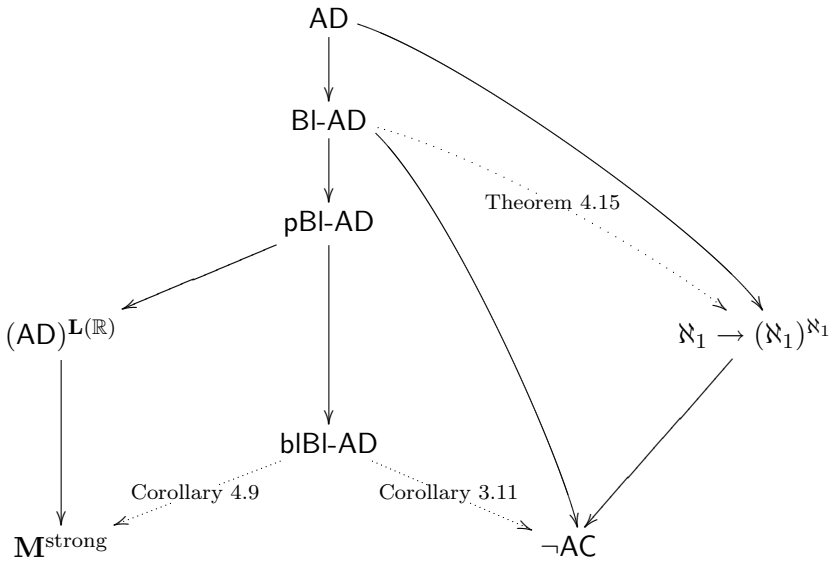 AD
Bl-AD
Theorem 4.15
pBl-AD
(AD)^L(ℝ)
ℵ₁ → (ℵ₁)^ℵ₁
blBl-AD
Corollary 4.9
Corollary 3.11
M^strong
¬AC